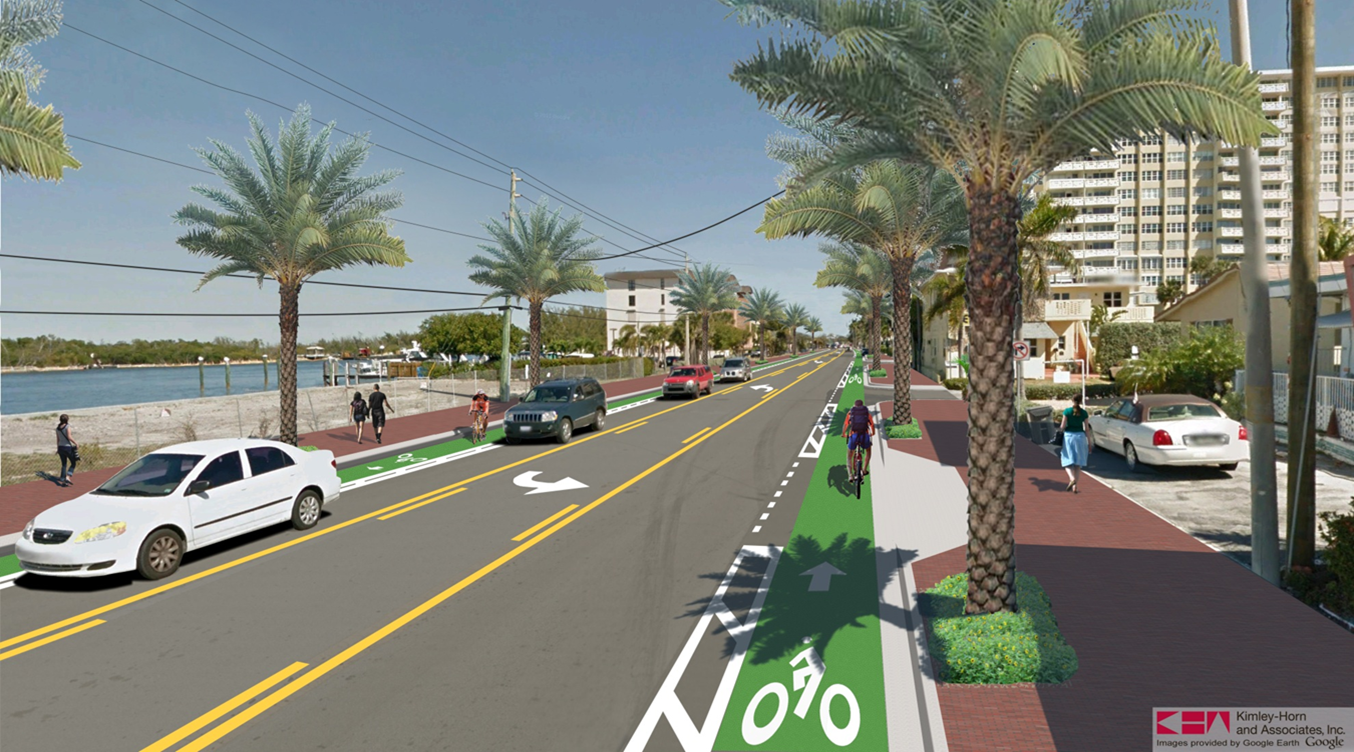 KHA Kimley-Horn
and Associates, Inc.
Images provided by Google Earth Google